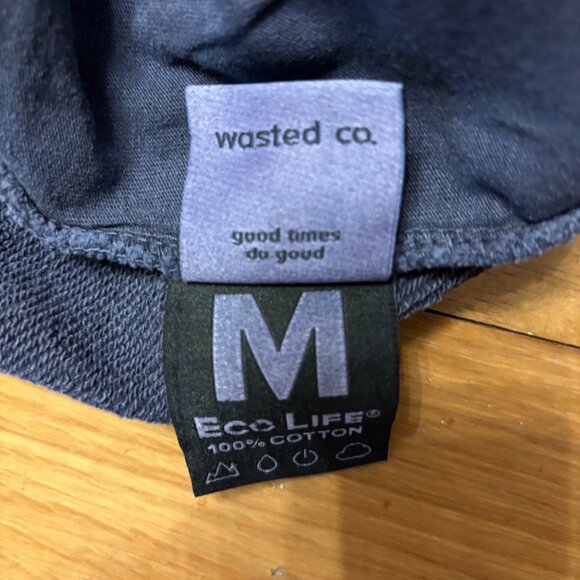 wasted co.
good times
do good
M
ECO LIFE®
100% COTTON